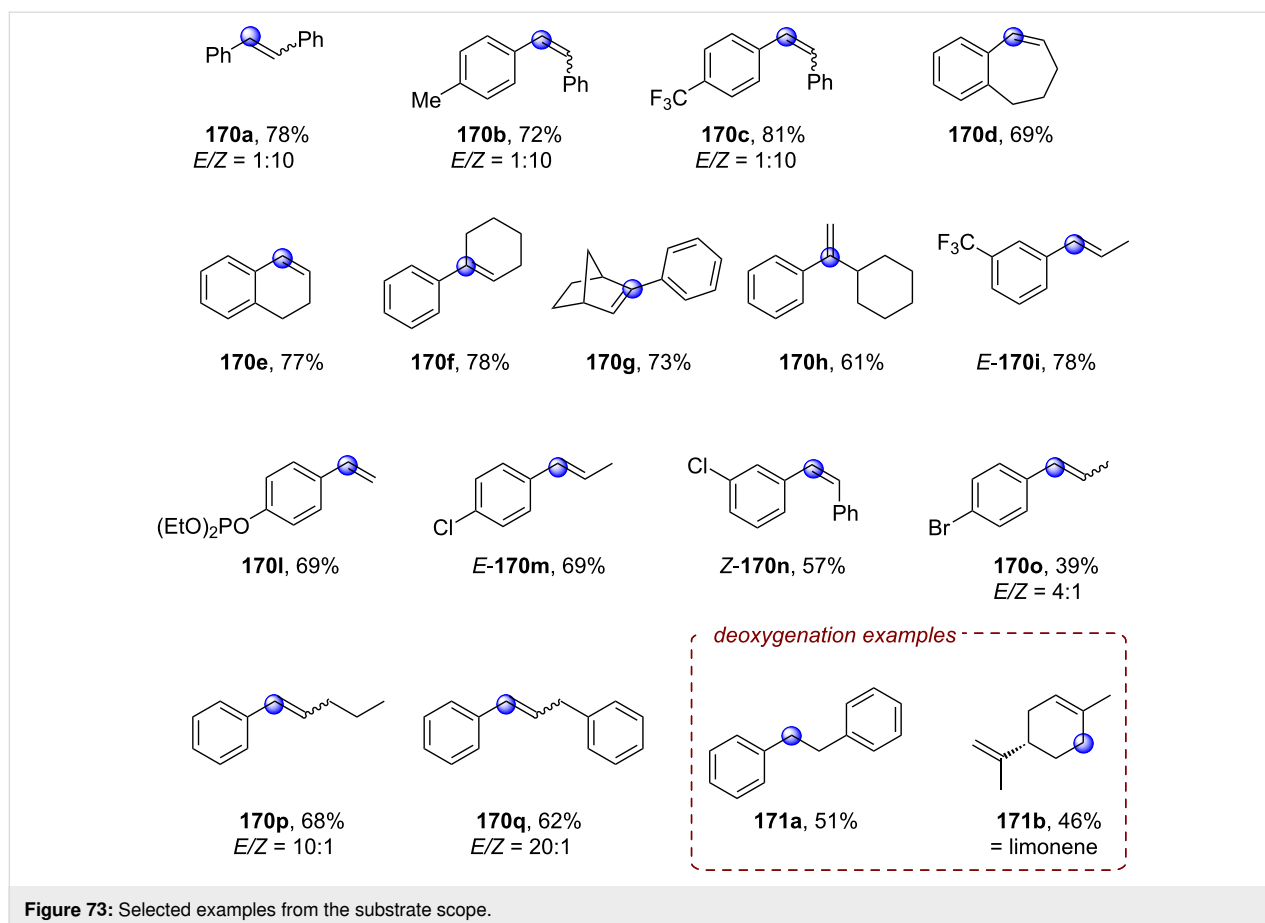 Ph Ph
Me Ph
F3C Ph
170a, 78%
E/Z = 1:10
170b, 72%
E/Z = 1:10
170c, 81%
E/Z = 1:10
170d, 69%
F3C
170e, 77%
170f, 78%
170g, 73%
170h, 61%
E-170i, 78%
(EtO)2PO
Cl
Cl
Ph
Br
170l, 69%
E-170m, 69%
Z-170n, 57%
170o, 39%
E/Z = 4:1
deoxygenation examples
170p, 68%
E/Z = 10:1
170q, 62%
E/Z = 20:1
171a, 51%
171b, 46%
= limonene
Figure 73: Selected examples from the substrate scope.